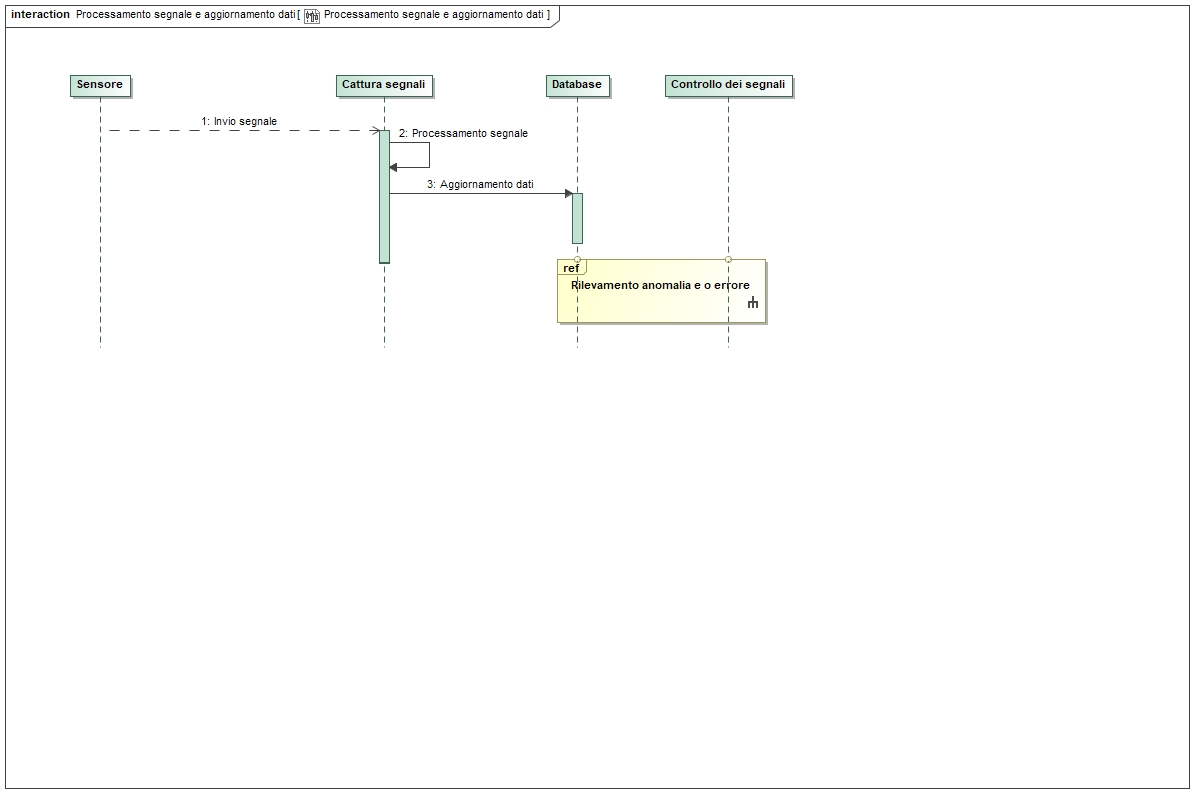 interaction Processamento segnale e aggiornamento dati[ Processamento segnale e aggiornamento dati ]
Sensore
Cattura segnali
Database
Controllo dei segnali
1: Invio segnale
2: Processamento segnale
3: Aggiornamento dati
ref
Rilevamento anomalia e o errore